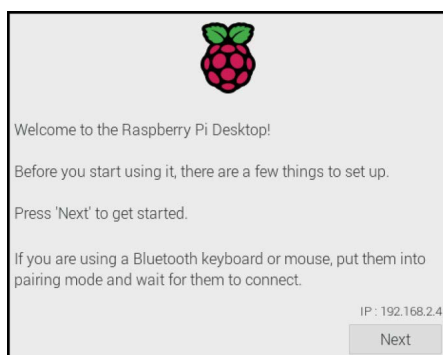 Welcome to the Raspberry Pi Desktop!
Before you start using it, there are a few things to set up.
Press 'Next' to get started.
If you are using a Bluetooth keyboard or mouse, put them into
pairing mode and wait for them to connect.
IP : 192.168.2.4
Next